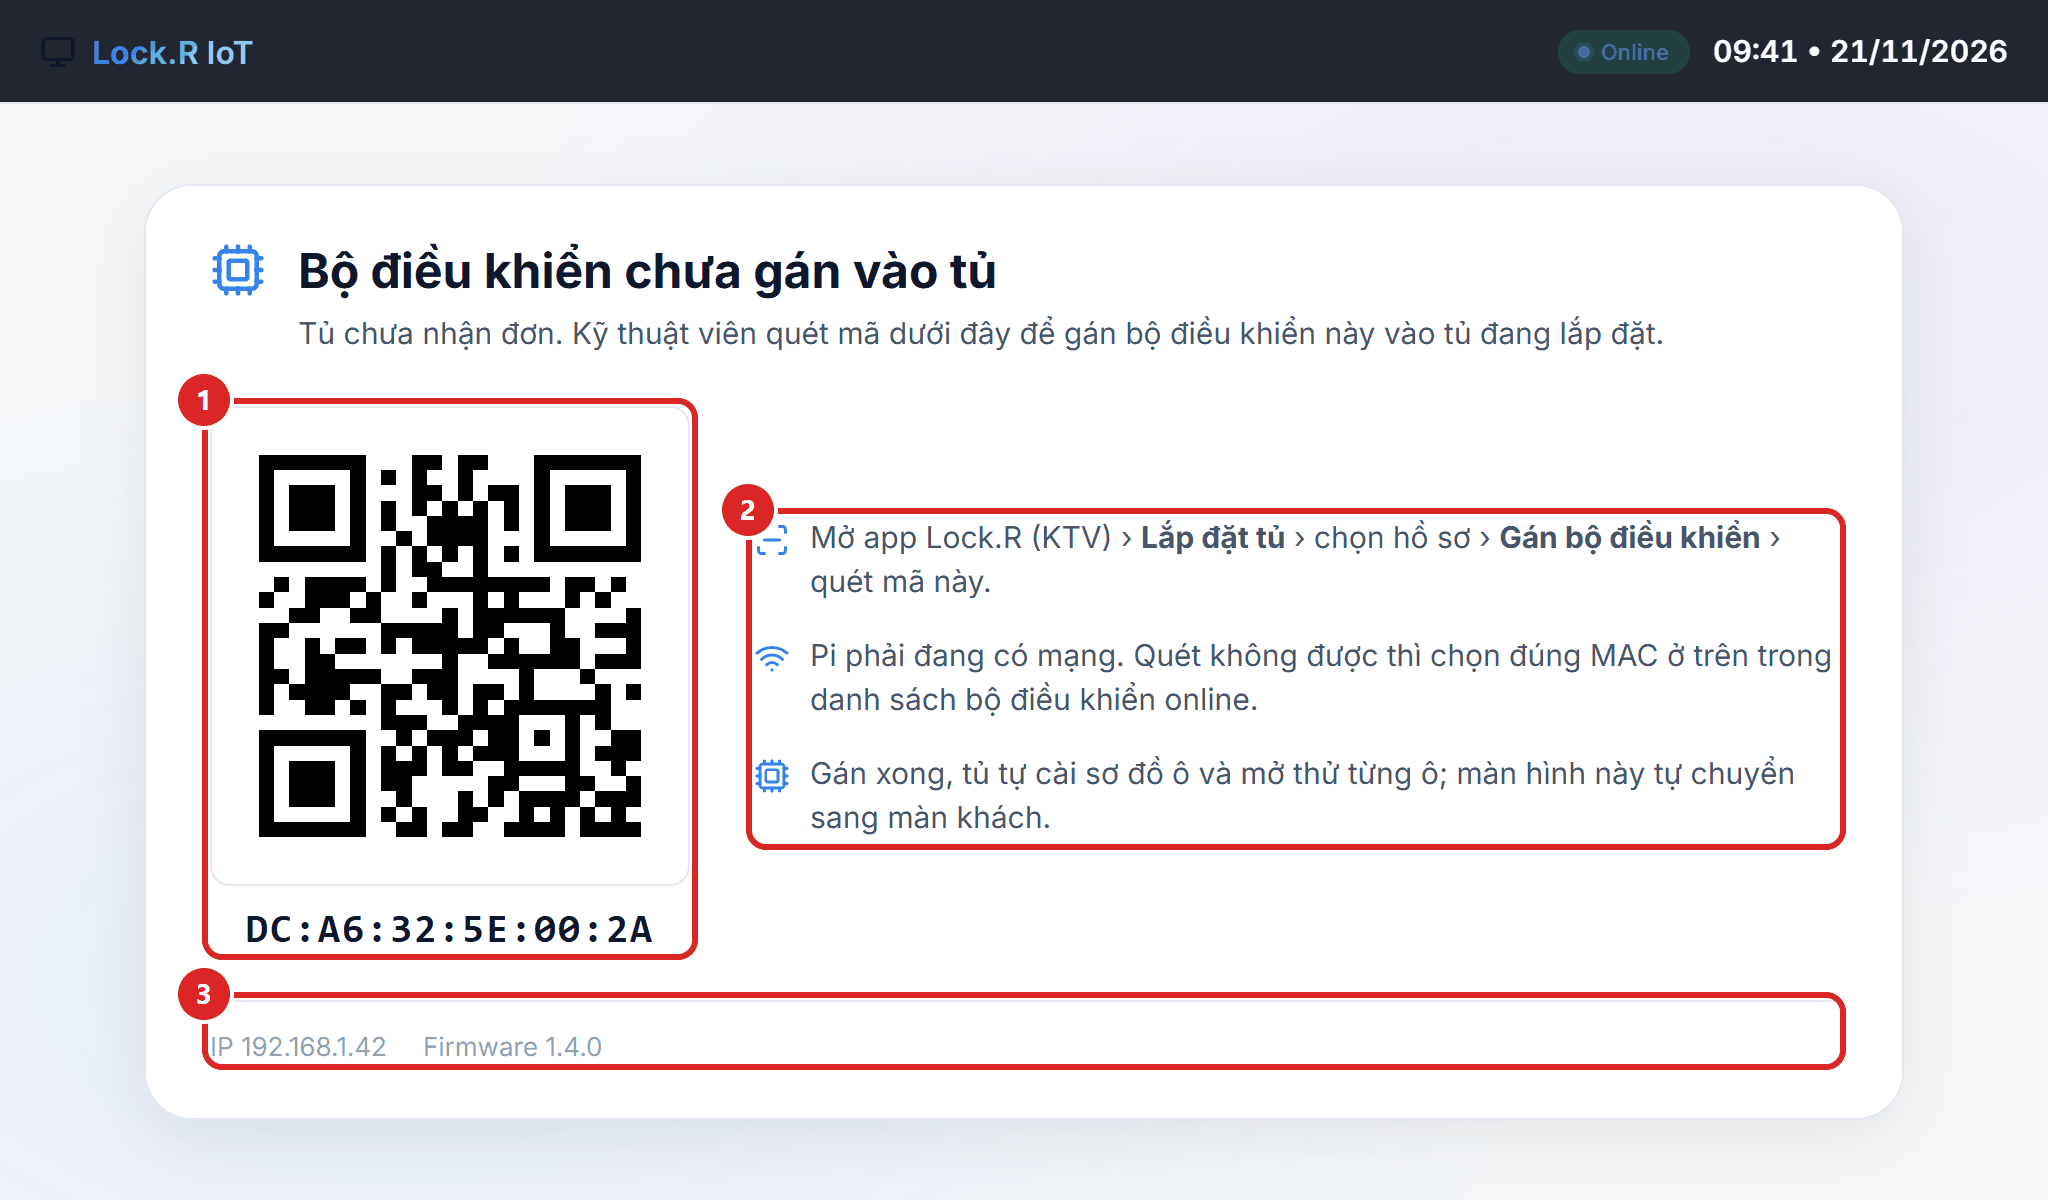 Lock.R IoT
Online
09:41 • 21/11/2026
Bộ điều khiển chưa gán vào tủ
Tủ chưa nhận đơn. Kỹ thuật viên quét mã dưới đây để gán bộ điều khiển này vào tủ đang lắp đặt.
1
DC:A6:32:5E:00:2A
2
Mở app Lock.R (KTV) › Lắp đặt tủ › chọn hồ sơ › Gán bộ điều khiển ›
quét mã này.
Pi phải đang có mạng. Quét không được thì chọn đúng MAC ở trên trong
danh sách bộ điều khiển online.
Gán xong, tủ tự cài sơ đồ ô và mở thử từng ô; màn hình này tự chuyển
sang màn khách.
3
IP 192.168.1.42 Firmware 1.4.0